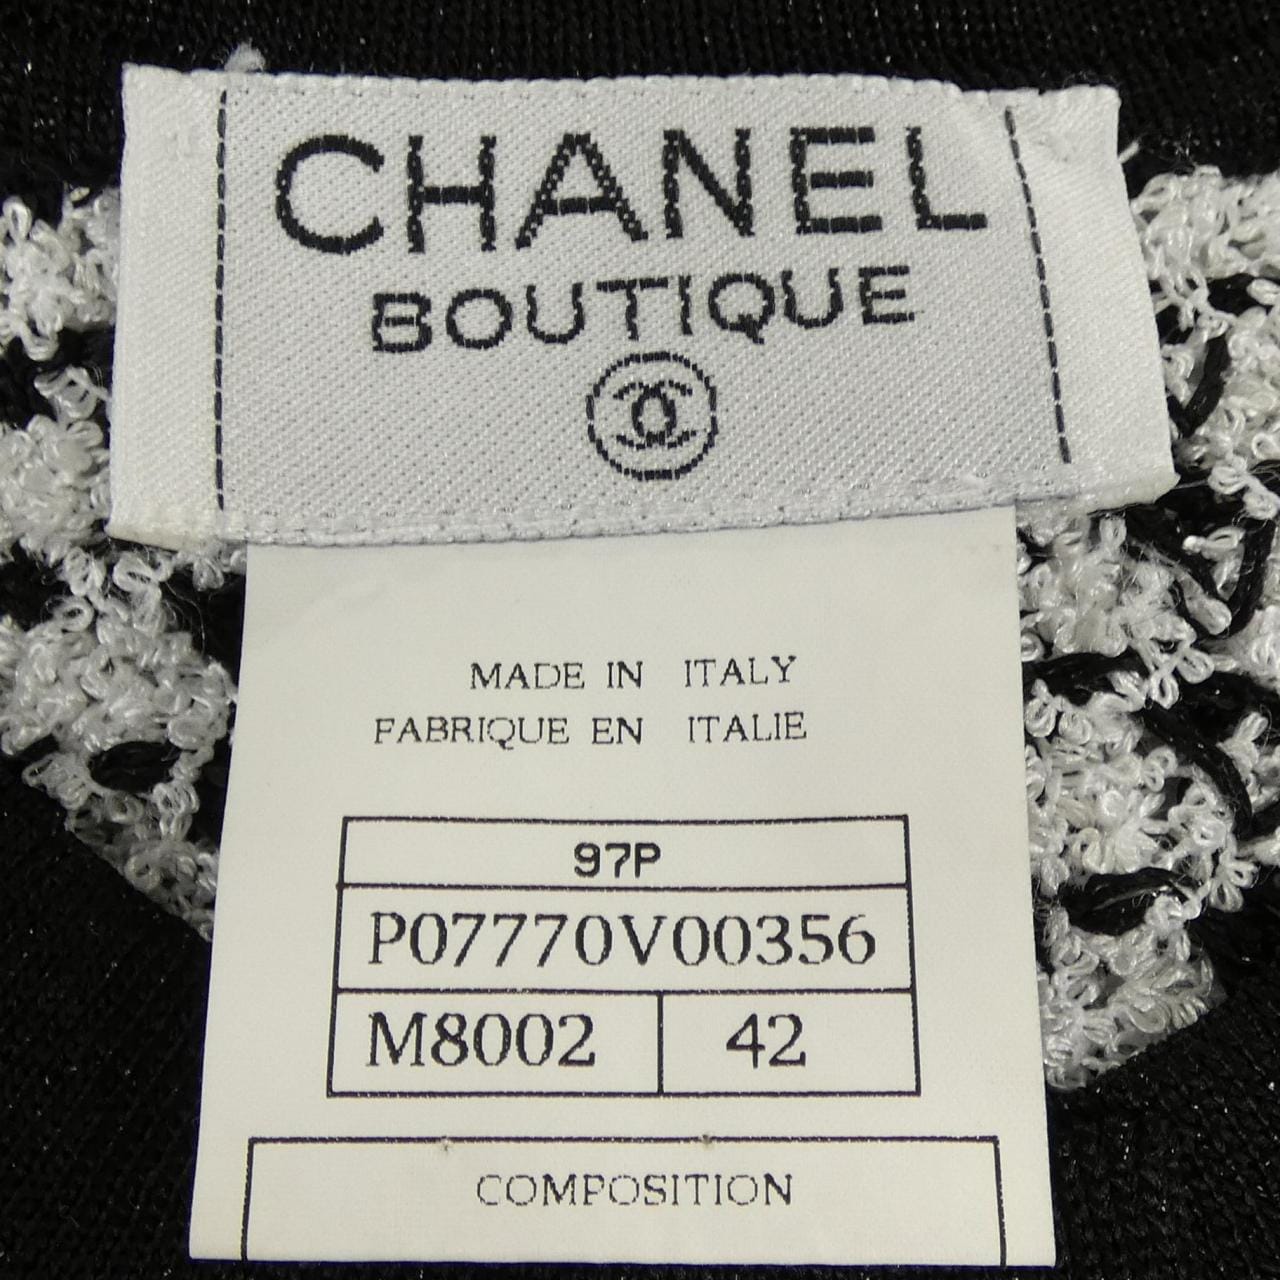 CHANEL
BOUTIQUE
MADE IN ITALY
FABRIQUE EN ITALIE
97P
P07770V00356
M8002 42
COMPOSITION